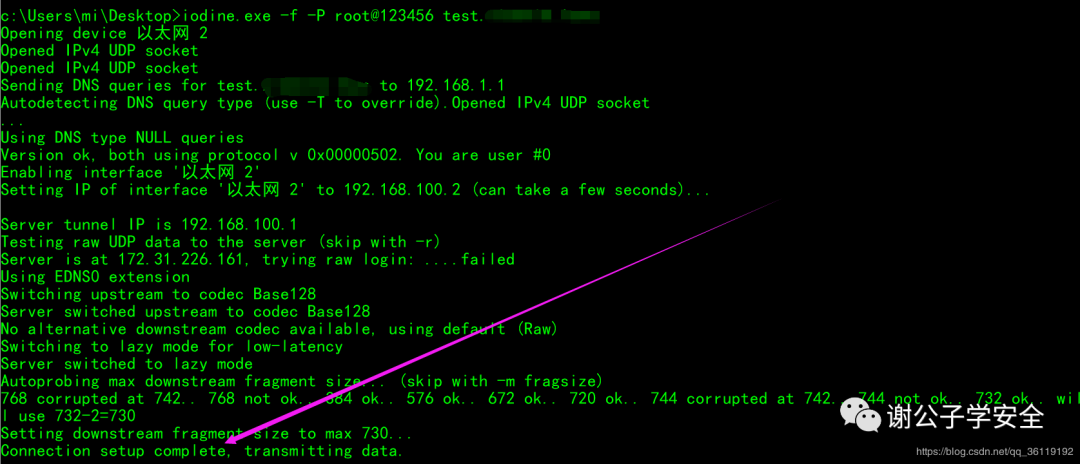 c:\Users\mi\Desktop>iodine.exe -f -P root@123456 test.
Opening device 以太网 2
Opened IPv4 UDP socket
Opened IPv4 UDP socket
Sending DNS queries for test. to 192.168.1.1
Autodetecting DNS query type (use -T to override).Opened IPv4 UDP socket
...
Using DNS type NULL queries
Version ok, both using protocol v 0x00000502. You are user #0
Enabling interface '以太网 2'
Setting IP of interface '以太网 2' to 192.168.100.2 (can take a few seconds)...
Server tunnel IP is 192.168.100.1
Testing raw UDP data to the server (skip with -r)
Server is at 172.31.226.161, trying raw login: ....failed
Using EDNS0 extension
Switching upstream to codec Base128
Server switched upstream to codec Base128
No alternative downstream codec available, using default (Raw)
Switching to lazy mode for low-latency
Server switched to lazy mode
Autoprobing max downstream fragment size... (skip with -m fragsize)
768 corrupted at 742.. 768 not ok.. 384 ok.. 576 ok.. 672 ok.. 720 ok.. 744 corrupted at 742.. 744 not ok.. 732 ok.. wil
l use 732-2=730
Setting downstream fragment size to max 730...
Connection setup complete, transmitting data.
谢公子学安全
https://blog.csdn.net/qq_36119192